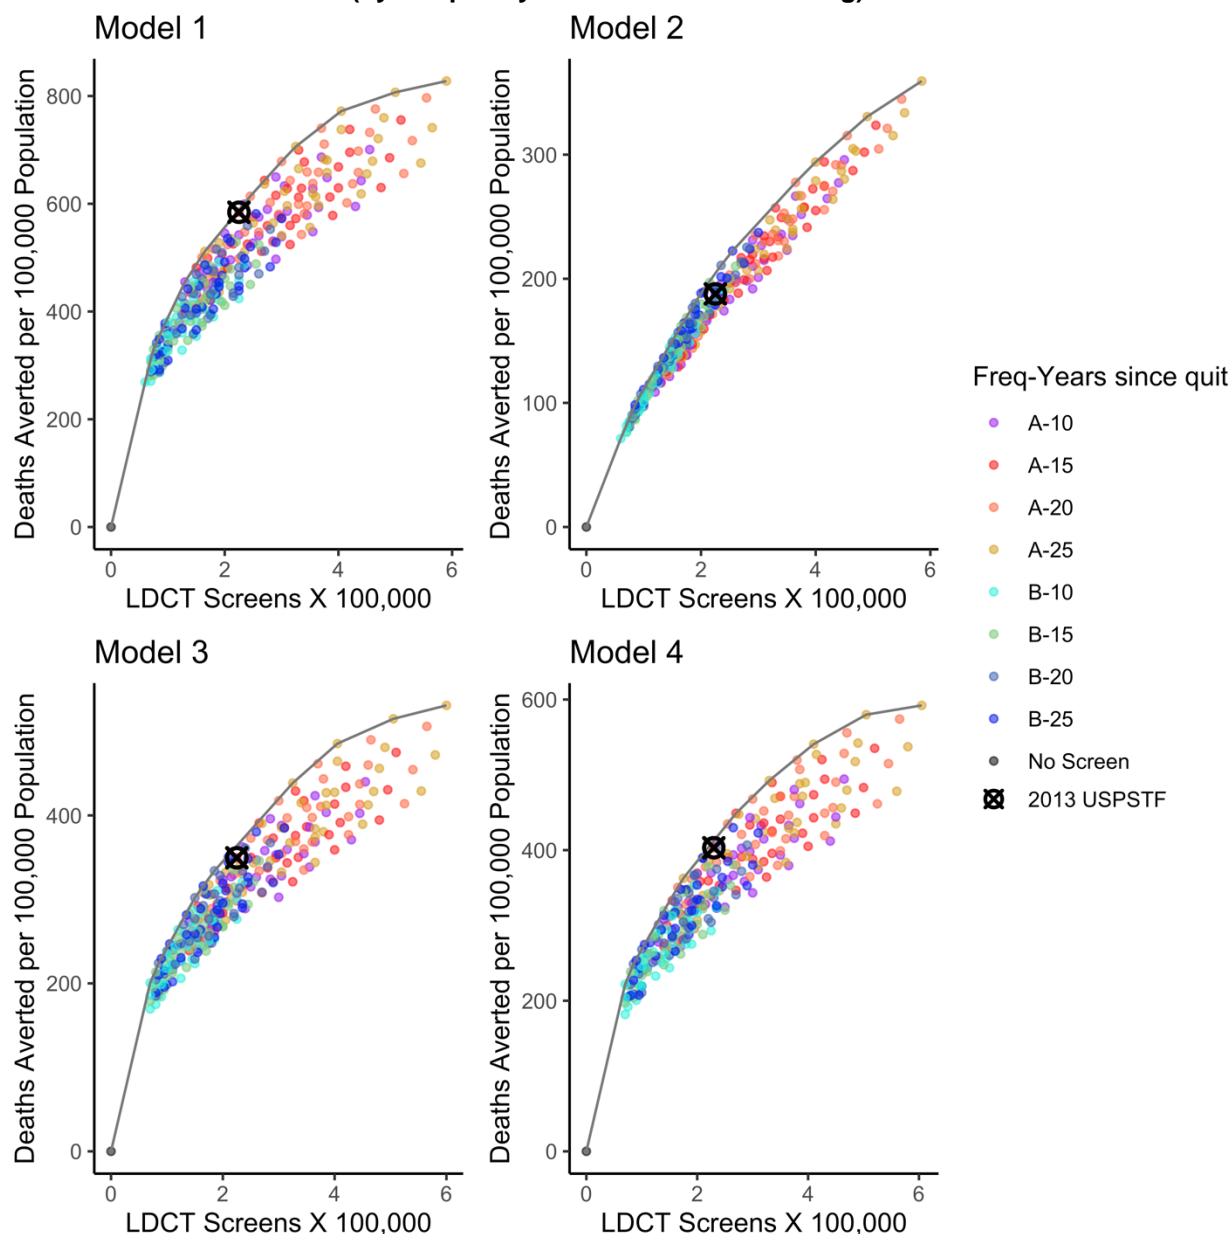 Model 1
Model 2
Deaths Averted per 100,000 Population
800
600
400
200
0
0 2 4 6
LDCT Screens X 100,000
Deaths Averted per 100,000 Population
300
200
100
0
0 2 4 6
LDCT Screens X 100,000
Model 3
Model 4
Deaths Averted per 100,000 Population
400
200
0
0 2 4 6
LDCT Screens X 100,000
Deaths Averted per 100,000 Population
600
400
200
0
0 2 4 6
LDCT Screens X 100,000
Freq-Years since quit
A-10
A-15
A-20
A-25
B-10
B-15
B-20
B-25
No Screen
2013 USPSTF